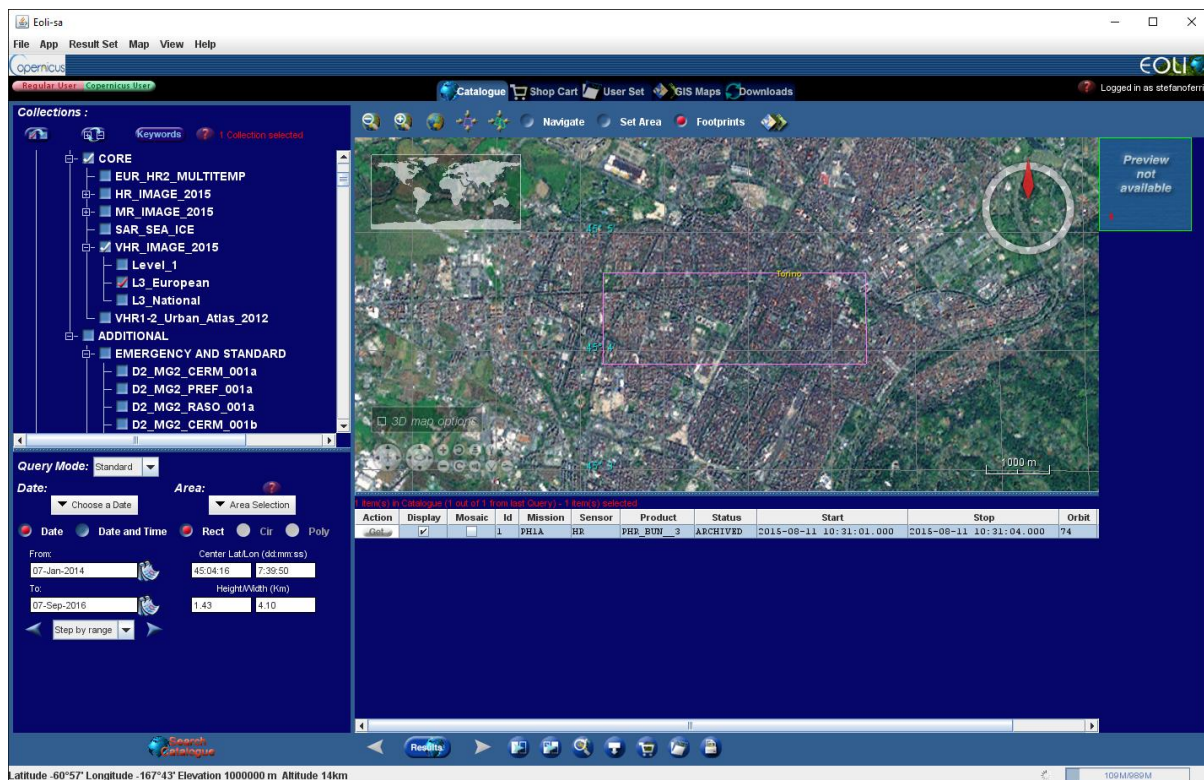 Eoli-sa
File App Result Set Map View Help
opernicus
EOLI
Regular User Copernicus User
Catalogue Shop Cart User Set GIS Maps Downloads
? Logged in as stefanoferri
Collections :
Keywords ? 1 Collection selected
CORE
EUR_HR2_MULTITEMP
HR_IMAGE_2015
MR_IMAGE_2015
SAR_SEA_ICE
VHR_IMAGE_2015
Level_1
L3_European
L3_National
VHR1-2_Urban_Atlas_2012
ADDITIONAL
EMERGENCY AND STANDARD
D2_MG2_CERM_001a
D2_MG2_PREF_001a
D2_MG2_RASO_001a
D2_MG2_CERM_001b
Navigate Set Area Footprints
45° 5'
Torino
45° 4'
45° 3'
3D map options
1000 m
Preview
not
available
Query Mode: Standard
Date: Area: ?
Choose a Date Area Selection
Date Date and Time Rect Cir Poly
From: Center Lat/Lon (dd:mm:ss)
07-Jan-2014 45:04:16 7:39:50
To: Height/Width (Km)
07-Sep-2016 1.43 4.10
Step by range
Search
Catalogue
1 item(s) in Catalogue (1 out of 1 from last Query) - 1 item(s) selected
Action Display Mosaic Id Mission Sensor Product Status Start Stop Orbit
Get 1 PH1A HR PHR_BUN__3 ARCHIVED 2015-08-11 10:31:01.000 2015-08-11 10:31:04.000 74
Results
Latitude -60°57' Longitude -167°43' Elevation 1000000 m Altitude 14km
109M/989M